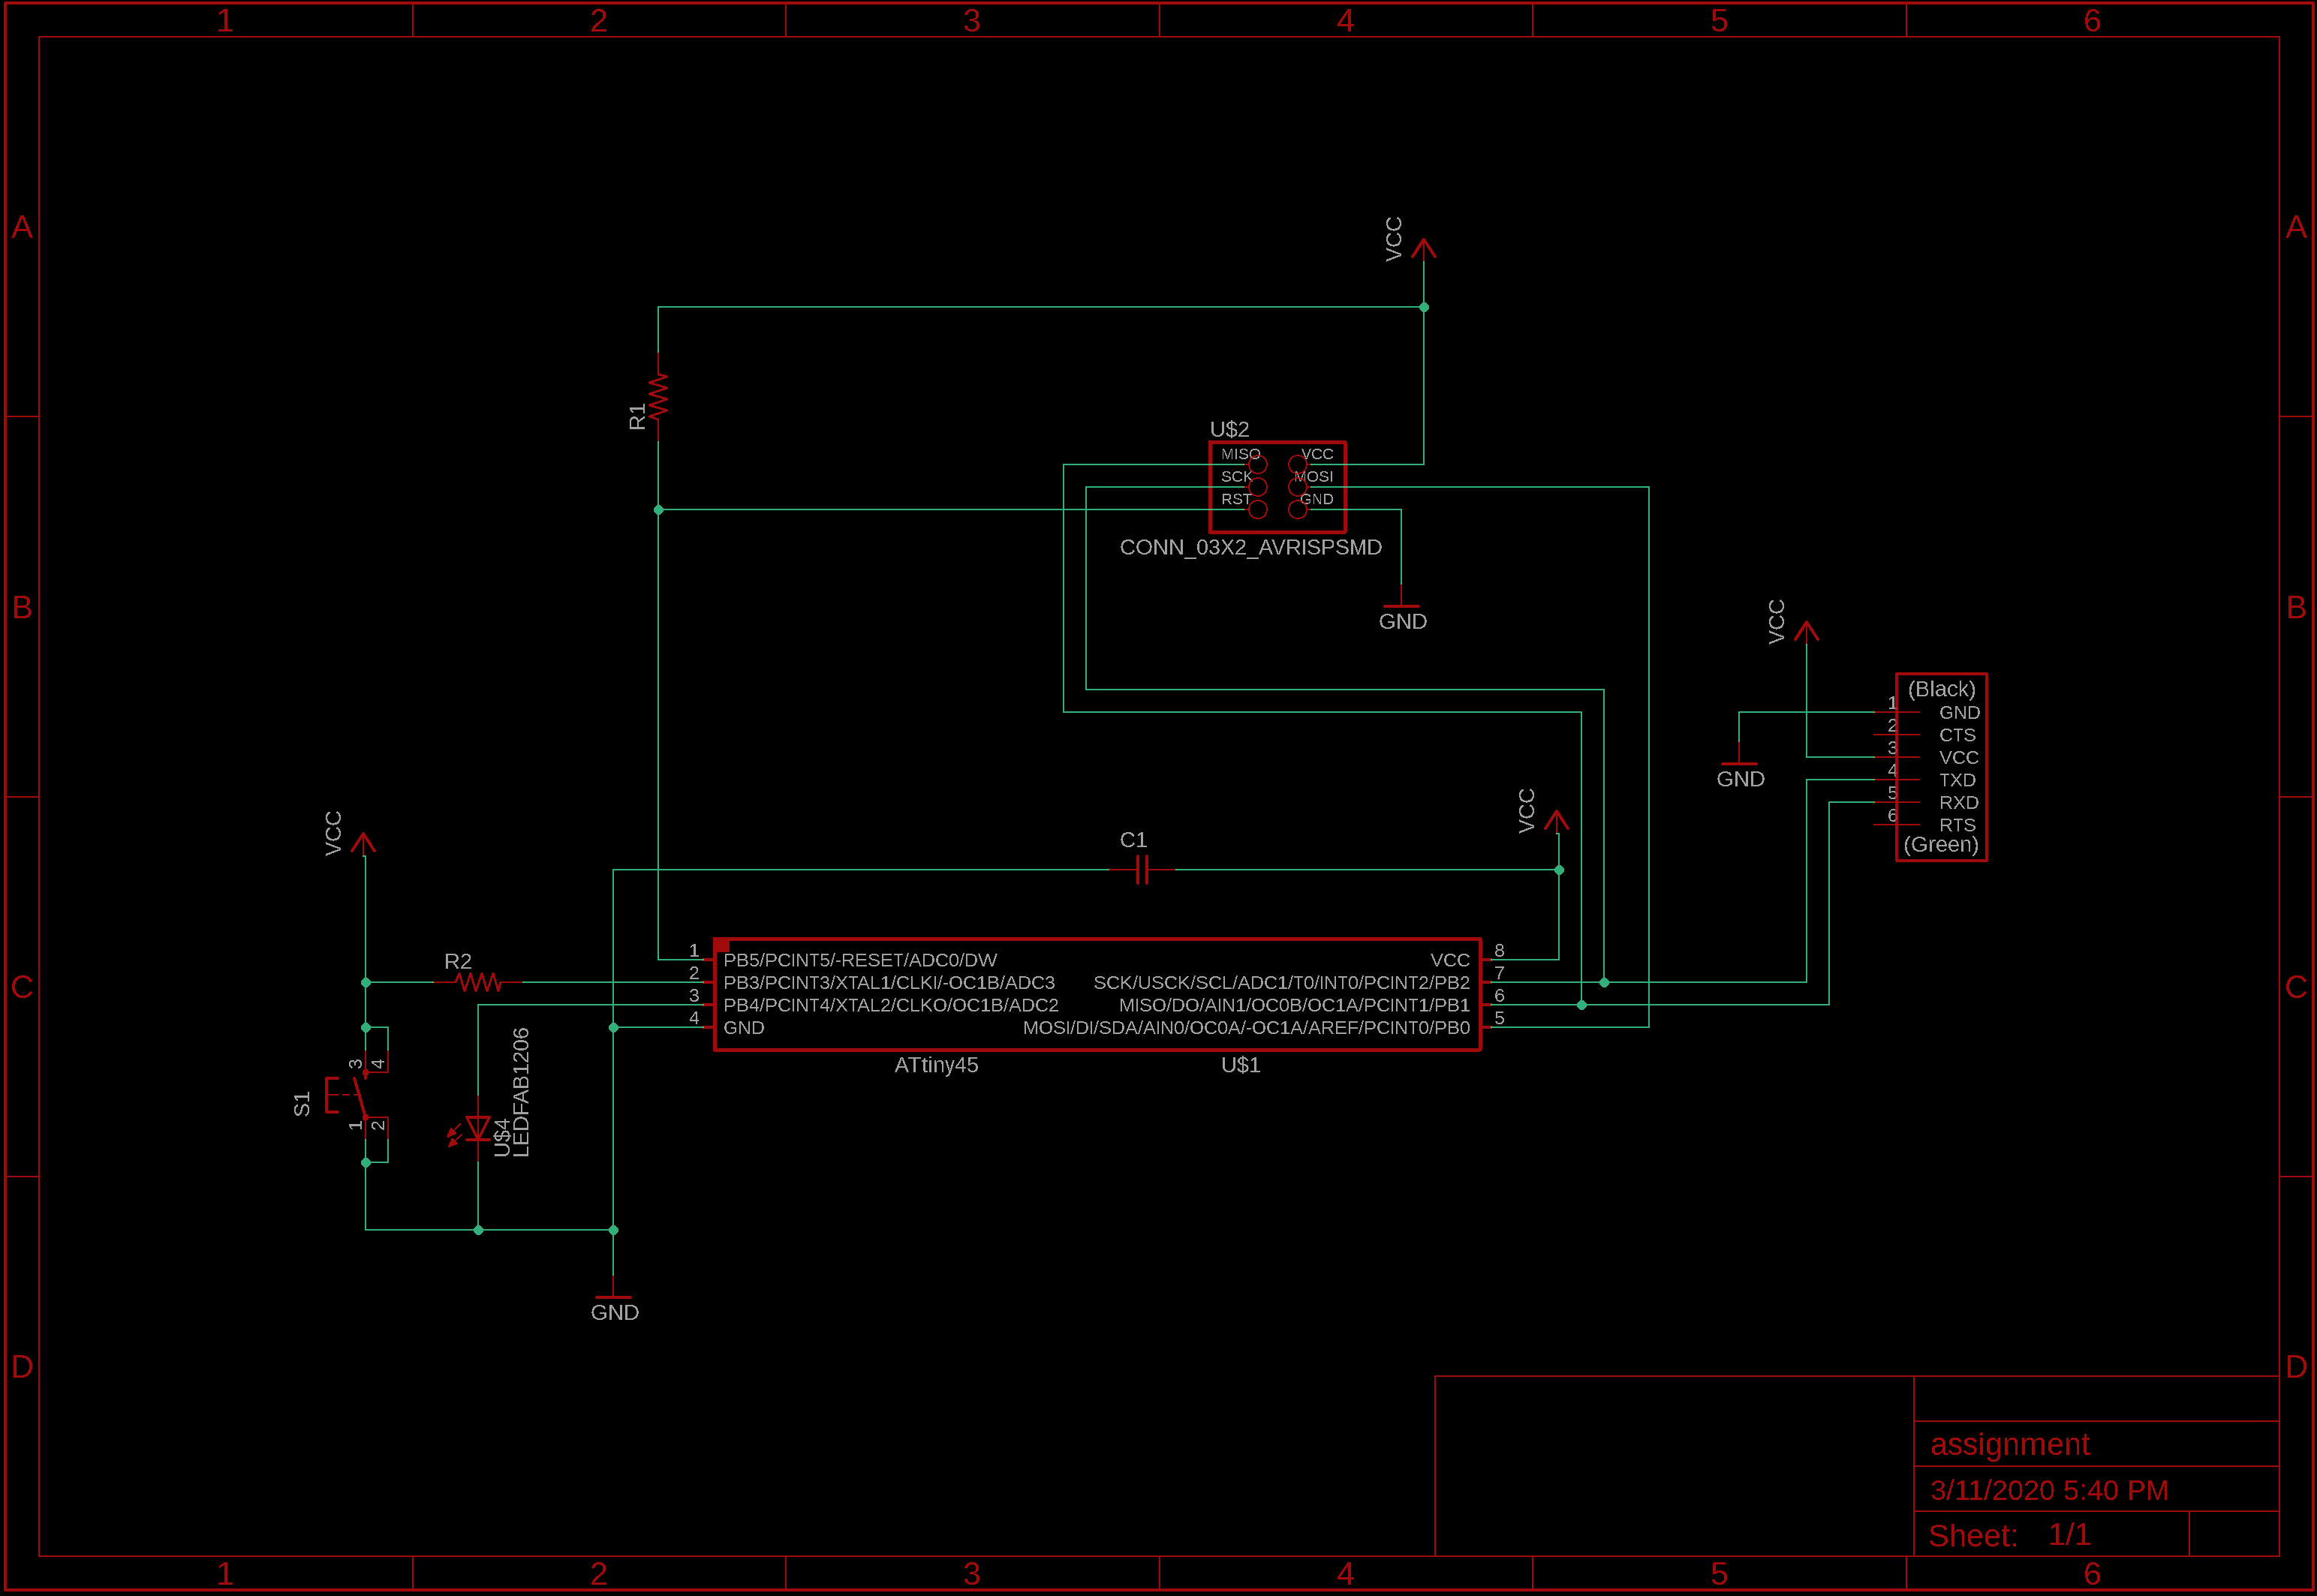 1 2 3 4 5 6
A A
VCC
R1
U$2
MISO VCC
SCK MOSI
RST GND
CONN_03X2_AVRISPSMD
GND
B B
VCC
(Black)
1 GND
2 CTS
3 VCC
4 TXD
5 RXD
6 RTS
(Green)
GND
VCC
C1
VCC
R2
C C
1 PB5/PCINT5/-RESET/ADC0/DW VCC 8
2 PB3/PCINT3/XTAL1/CLKI/-OC1B/ADC3 SCK/USCK/SCL/ADC1/T0/INT0/PCINT2/PB2 7
3 PB4/PCINT4/XTAL2/CLKO/OC1B/ADC2 MISO/DO/AIN1/OC0B/OC1A/PCINT1/PB1 6
4 GND MOSI/DI/SDA/AIN0/OC0A/-OC1A/AREF/PCINT0/PB0 5
ATtiny45 U$1
3 4
S1
1 2
U$4
LEDFAB1206
GND
D D
assignment
3/11/2020 5:40 PM
Sheet: 1/1
1 2 3 4 5 6